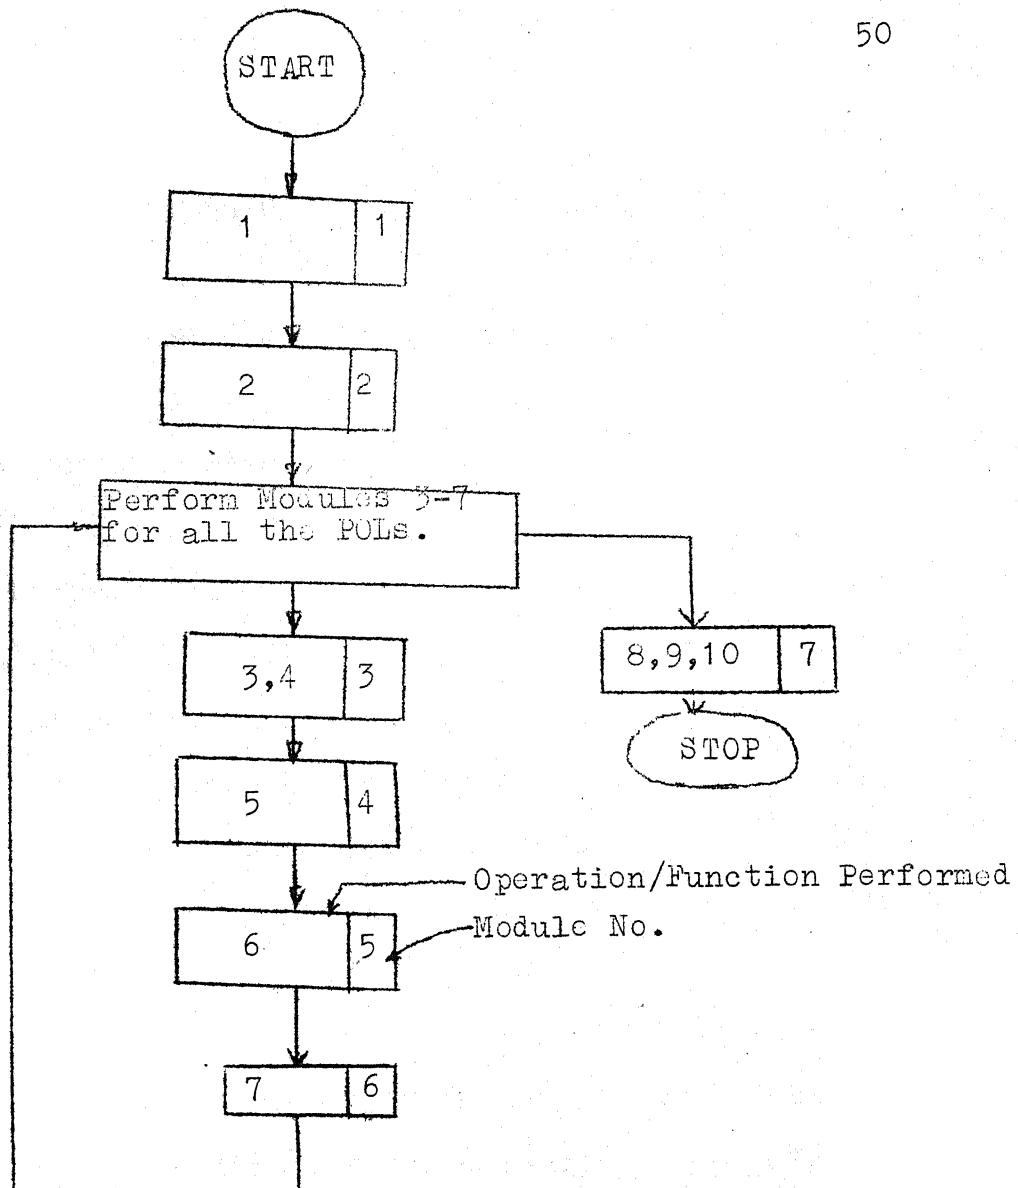 50
START
1 1
2 2
Perform Modules 3-7
for all the POLs.
3,4 3
8,9,10 7
STOP
5 4
Operation/Function Performed
6 5
Module No.
7 6